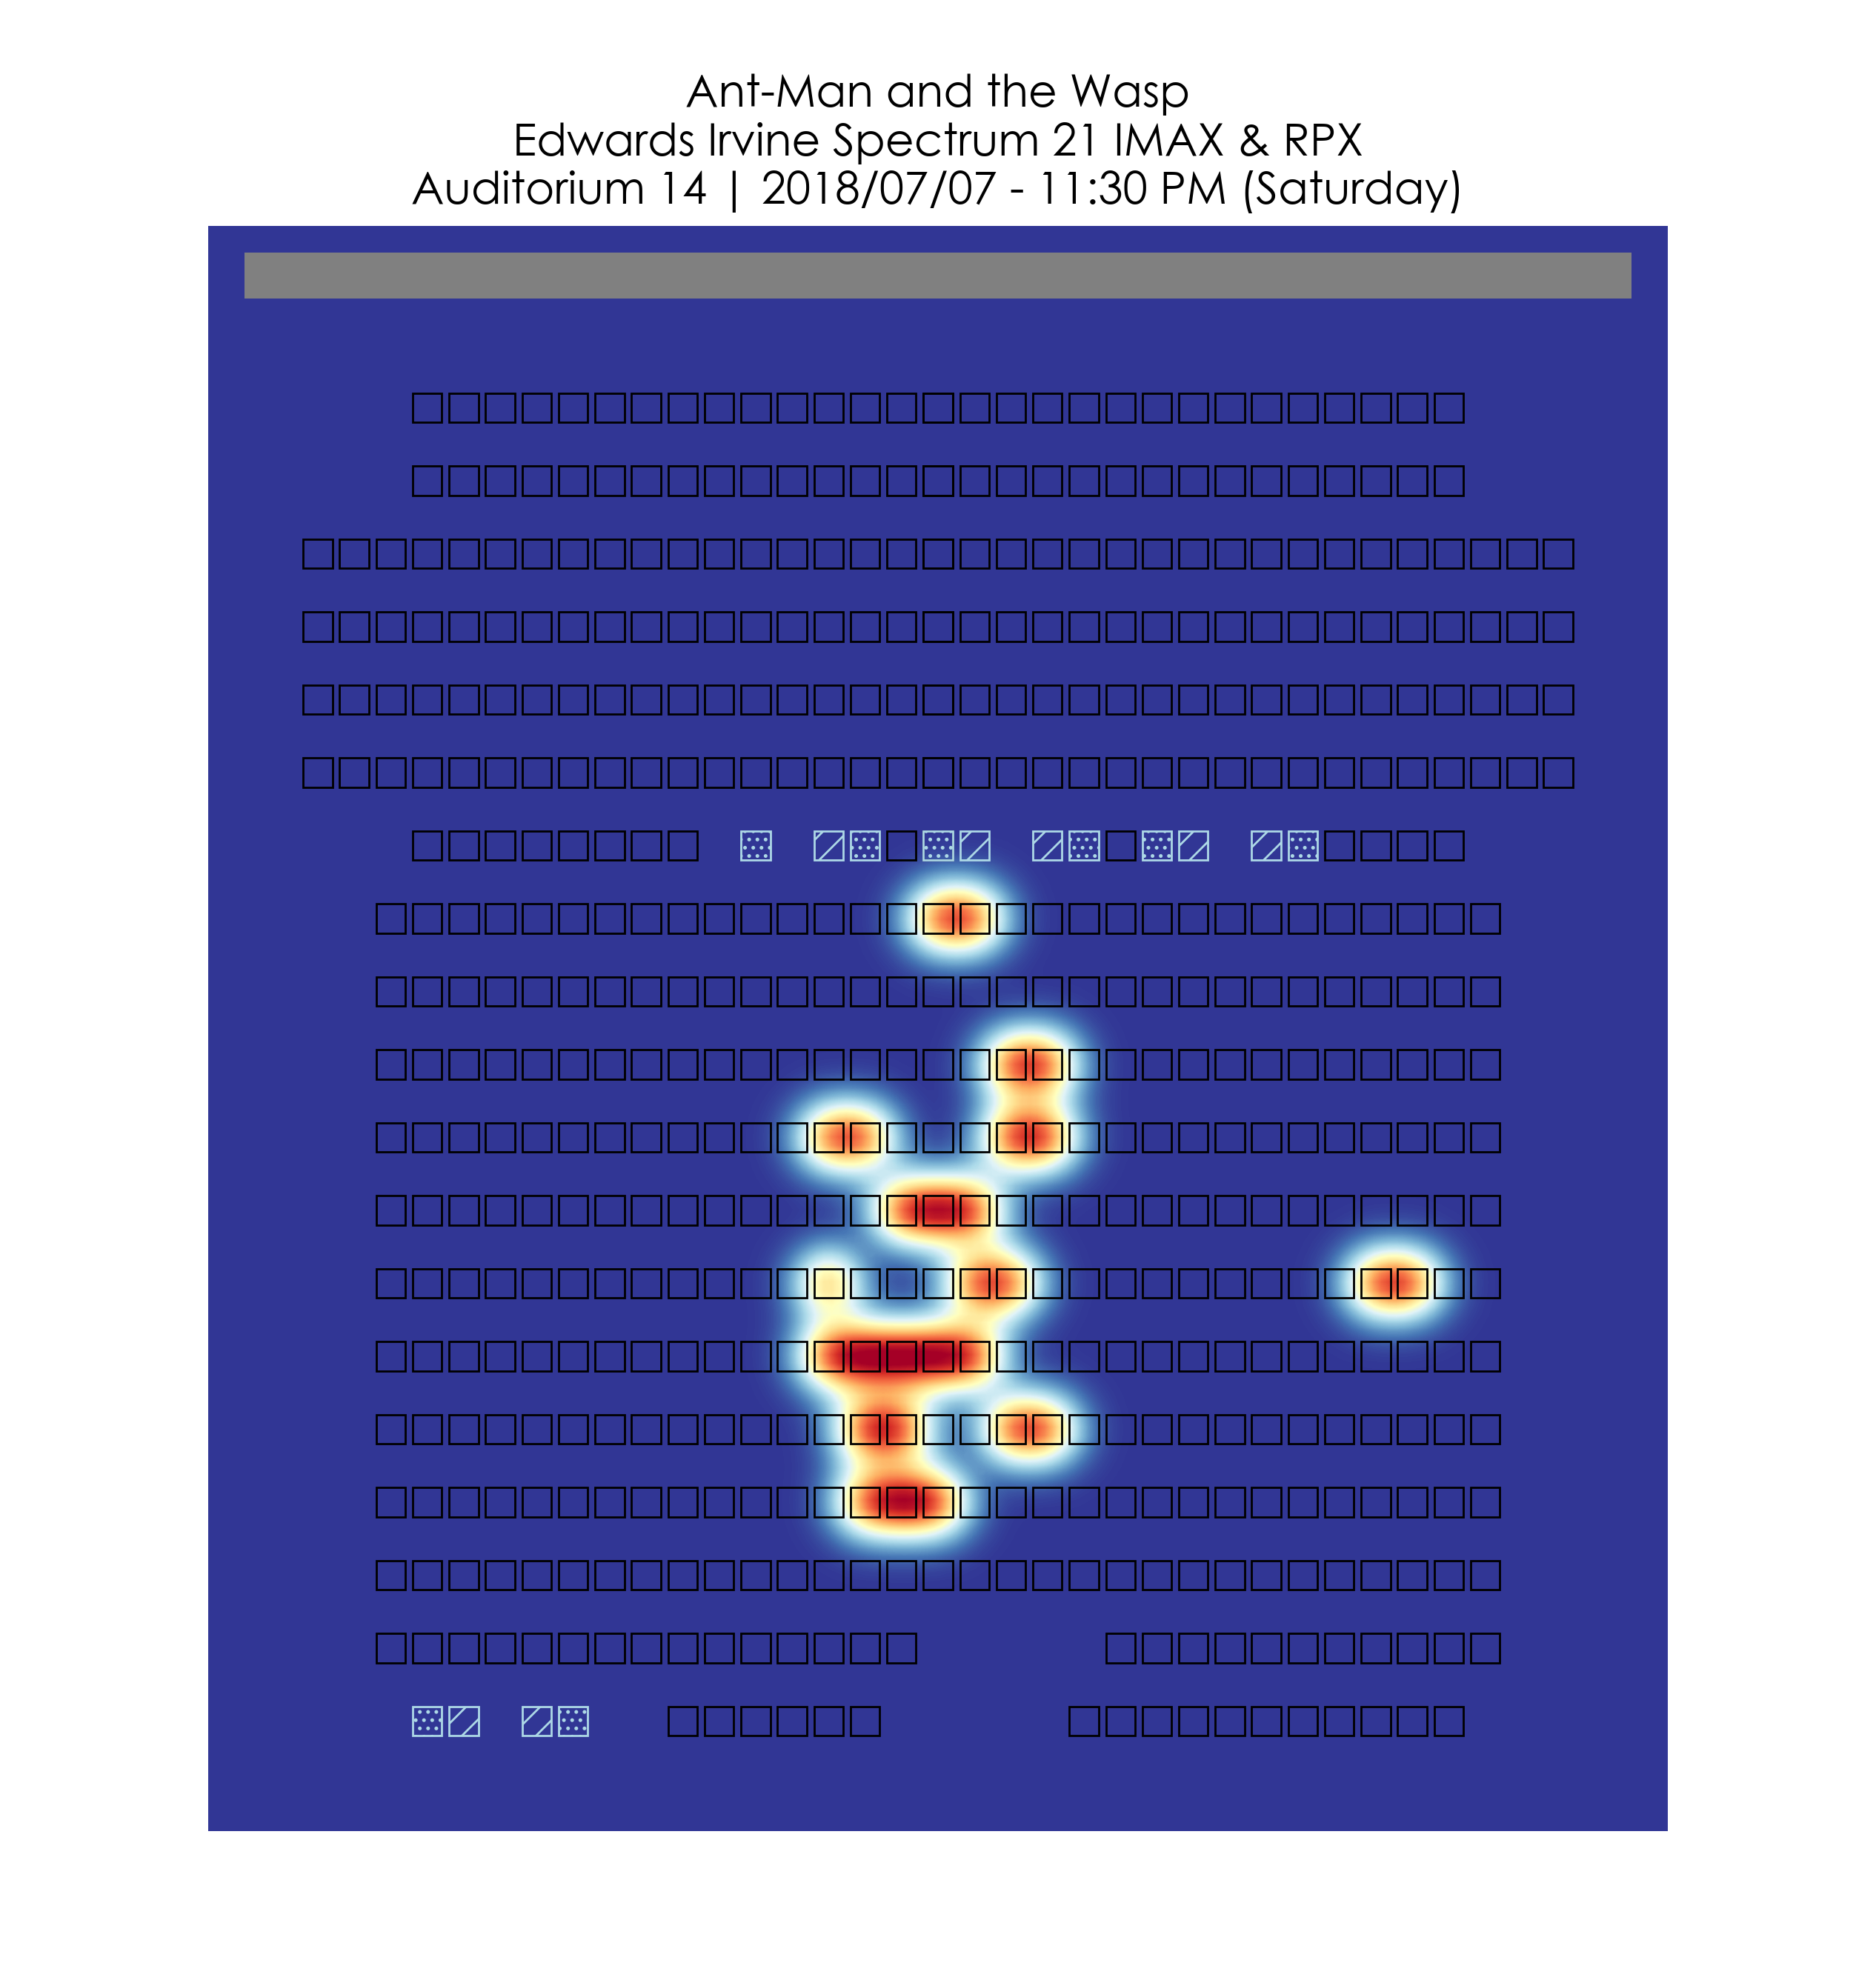 Ant-Man and the Wasp
Edwards Irvine Spectrum 21 IMAX & RPX
Auditorium 14 | 2018/07/07 - 11:30 PM (Saturday)